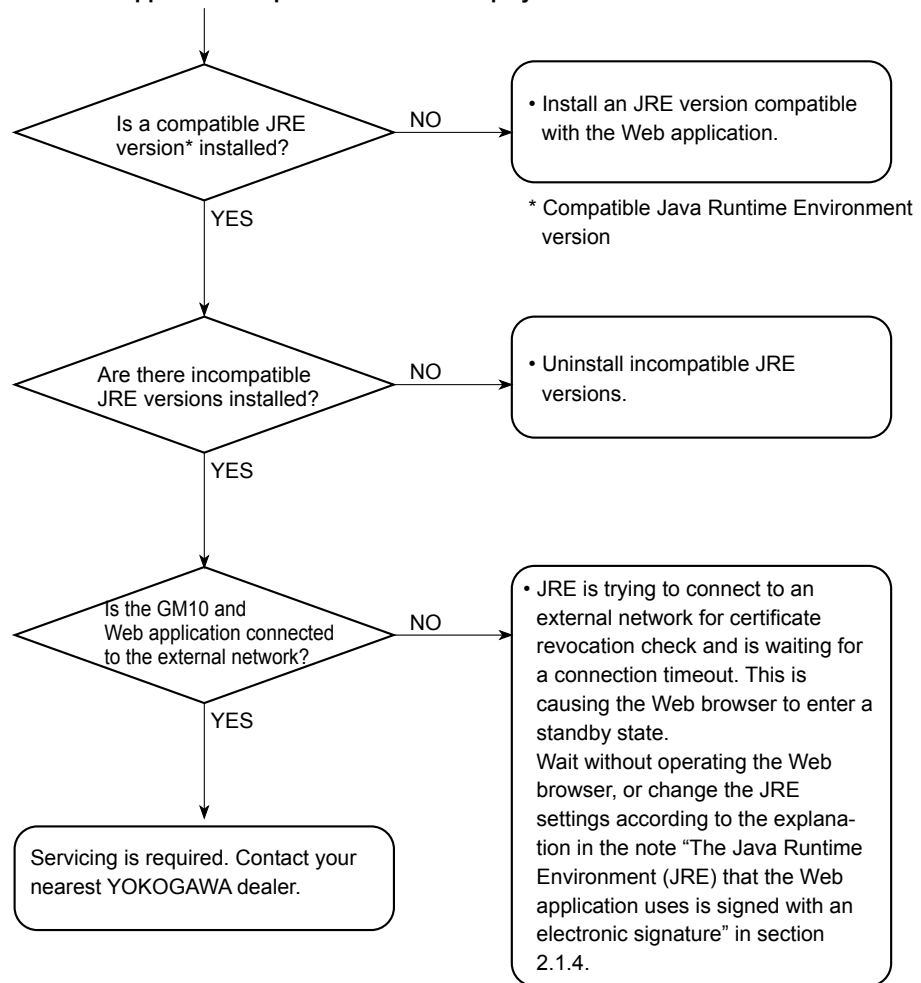 Is a compatible JRE
version* installed?
NO
• Install an JRE version compatible
with the Web application.
* Compatible Java Runtime Environment
version
YES
Are there incompatible
JRE versions installed?
NO
• Uninstall incompatible JRE
versions.
YES
Is the GM10 and
Web application connected
to the external network?
NO
• JRE is trying to connect to an
external network for certificate
revocation check and is waiting for
a connection timeout. This is
causing the Web browser to enter a
standby state.
Wait without operating the Web
browser, or change the JRE
settings according to the explana-
tion in the note “The Java Runtime
Environment (JRE) that the Web
application uses is signed with an
electronic signature” in section
2.1.4.
YES
Servicing is required. Contact your
nearest YOKOGAWA dealer.